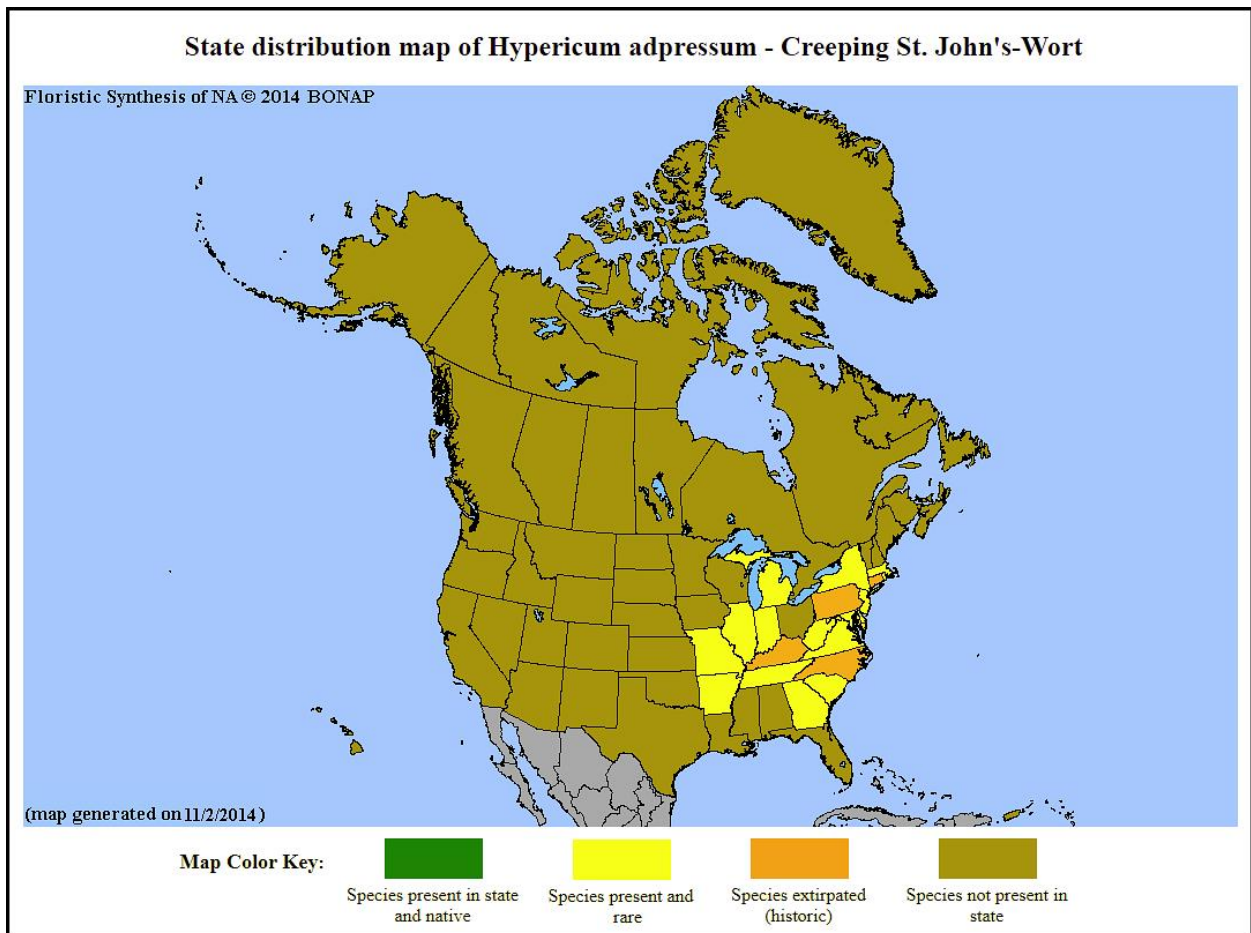 State distribution map of Hypericum adpressum - Creeping St. John's-Wort
Floristic Synthesis of NA © 2014 BONAP
(map generated on 11/2/2014)
Map Color Key:
Species present in state
and native
Species present and
rare
Species extirpated
(historic)
Species not present in
state